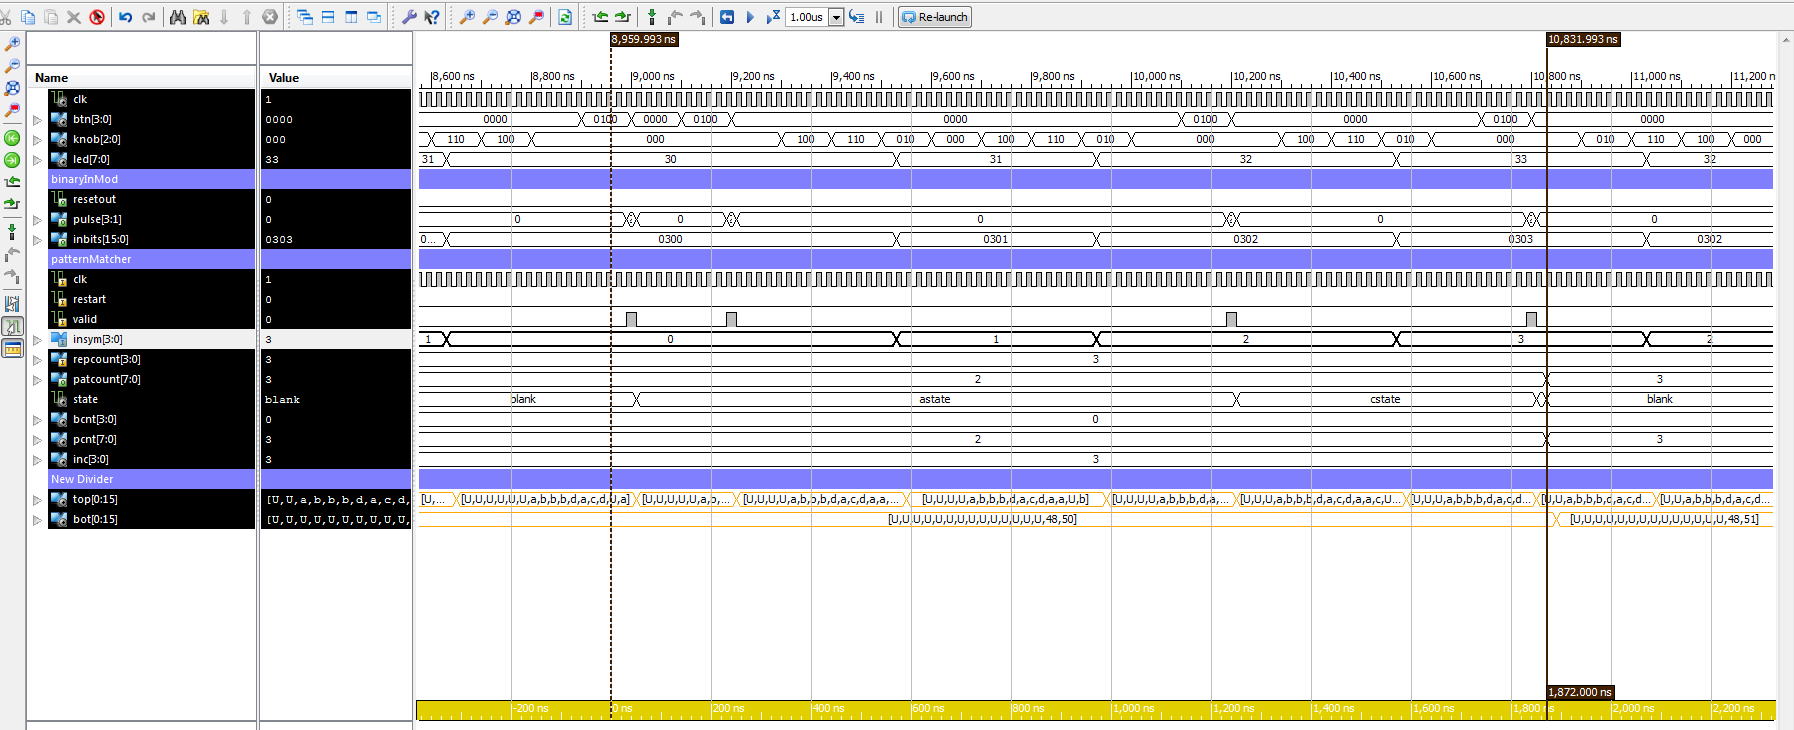 1.00us Re-launch
8,959.993 ns 10,831.993 ns
Name Value 8,600 ns 8,800 ns 9,000 ns 9,200 ns 9,400 ns 9,600 ns 9,800 ns 10,000 ns 10,200 ns 10,400 ns 10,600 ns 10,800 ns 11,000 ns 11,200 n
clk 1
btn[3:0] 0000 0000 0100 0000 0100 0000 0100 0000 0100 0000
knob[2:0] 000 110 100 000 100 110 010 000 100 110 010 000 100 110 010 000 010 110 100 000
led[7:0] 33 31 30 31 32 33 32
binaryInMod
resetout 0
pulse[3:1] 0 0 0 0 0 0
inbits[15:0] 0303 0... 0300 0301 0302 0303 0302
patternMatcher
clk 1
restart 0
valid 0
insym[3:0] 3 1 0 1 2 3 2
repcount[3:0] 3 3
patcount[7:0] 3 2 3
state blank blank astate cstate blank
bcnt[3:0] 0 0
pcnt[7:0] 3 2 3
inc[3:0] 3 3
New Divider
top[0:15] [U,U,a,b,b,b,d,a,c,d, [U,... [U,U,U,U,U,U,a,b,b,b,d,a,c,d,U,a] [U,U,U,U,U,a,b,... [U,U,U,U,a,b,b,b,d,a,c,d,a,a,... [U,U,U,U,a,b,b,b,d,a,c,d,a,a,U,b] [U,U,U,U,a,b,b,b,d,a,... [U,U,U,a,b,b,b,d,a,c,d,a,a,c,U... [U,U,U,a,b,b,b,d,a,c,d... [U,U,a,b,b,b,d,a,c,d... [U,U,a,b,b,b,d,a,c,d...
bot[0:15] [U,U,U,U,U,U,U,U,U,U, [U,U,U,U,U,U,U,U,U,U,U,U,U,U,48,50] [U,U,U,U,U,U,U,U,U,U,U,U,U,U,48,51]
1,872.000 ns
-200 ns 0 ns 200 ns 400 ns 600 ns 800 ns 1,000 ns 1,200 ns 1,400 ns 1,600 ns 1,800 ns 2,000 ns 2,200 ns